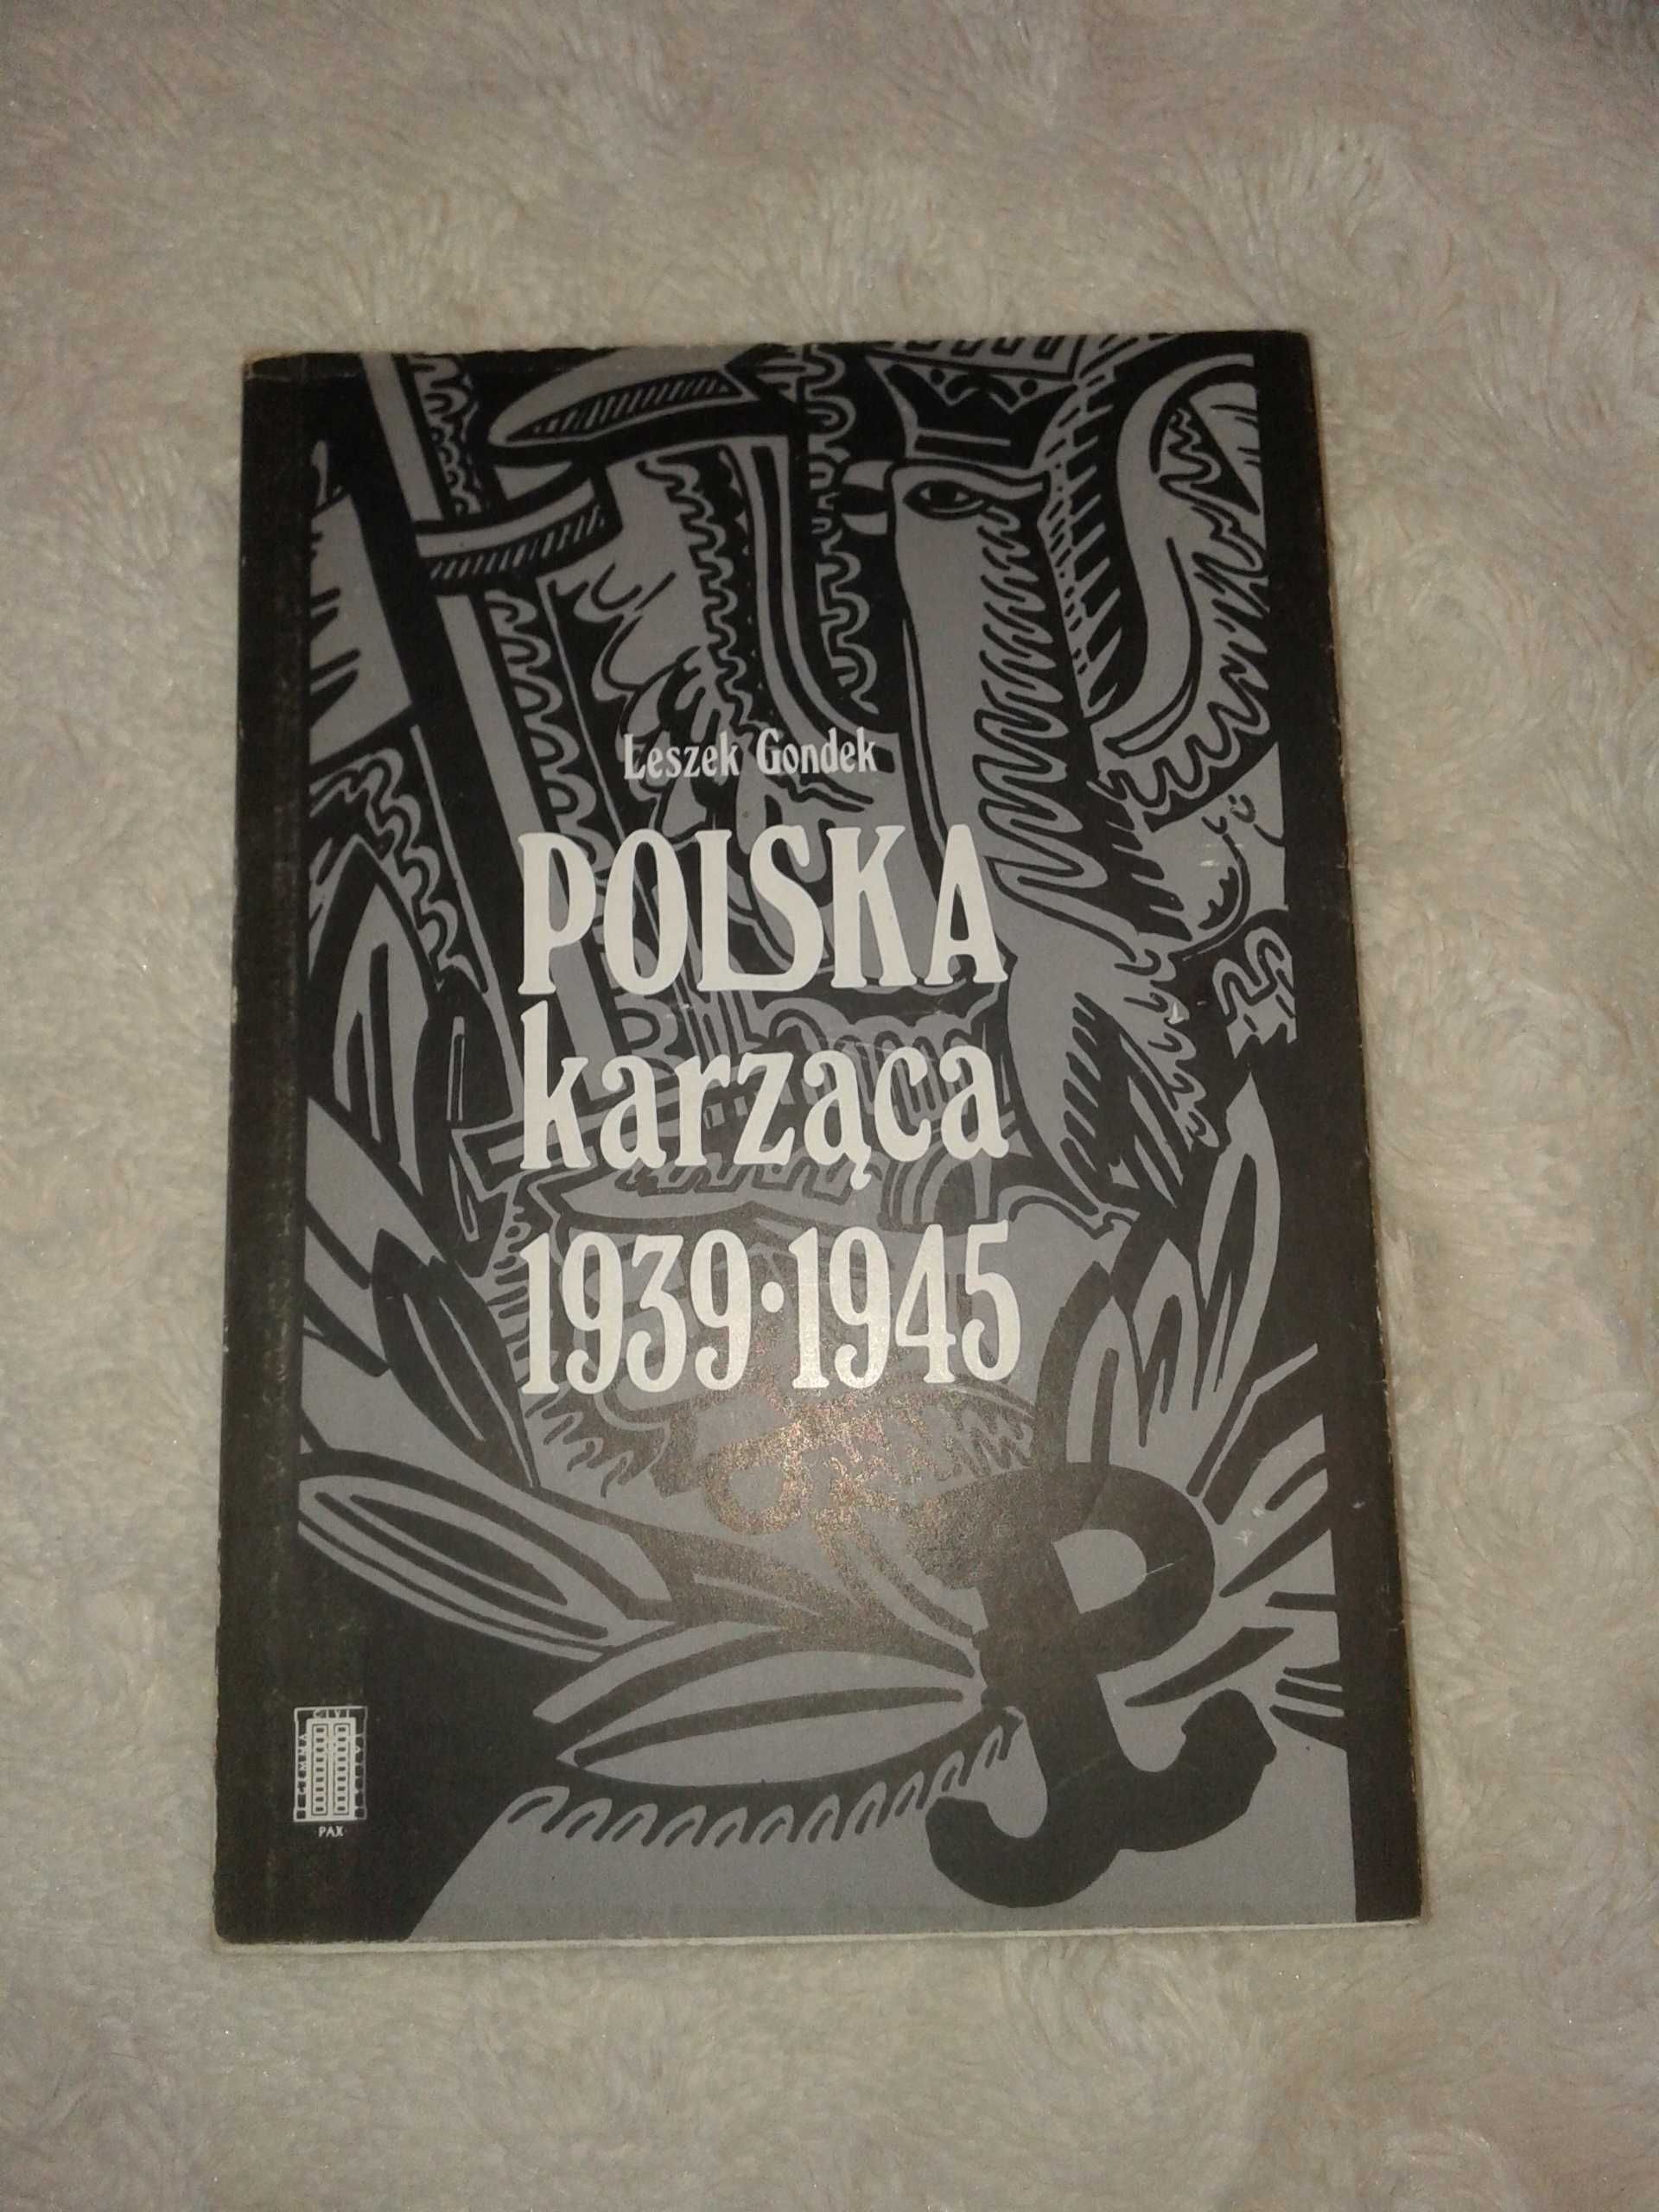 Leszek Gondek
POLSKA
karząca
1939·1945
PAX